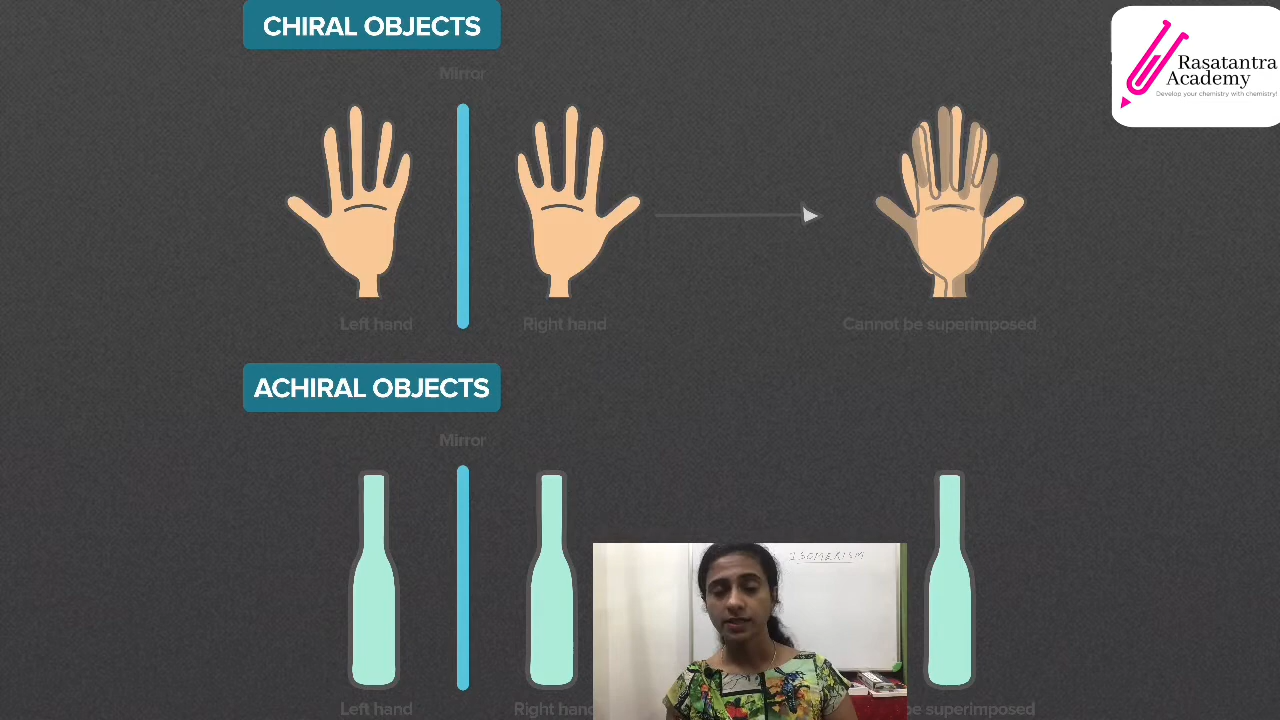 CHIRAL OBJECTS
Mirror
Left hand
Right hand
Cannot be superimposed
ACHIRAL OBJECTS
Mirror
Left hand
Right hand
be superimposed
ISOMERISM
Rasatantra
Academy
Develop your chemistry with chemistry!